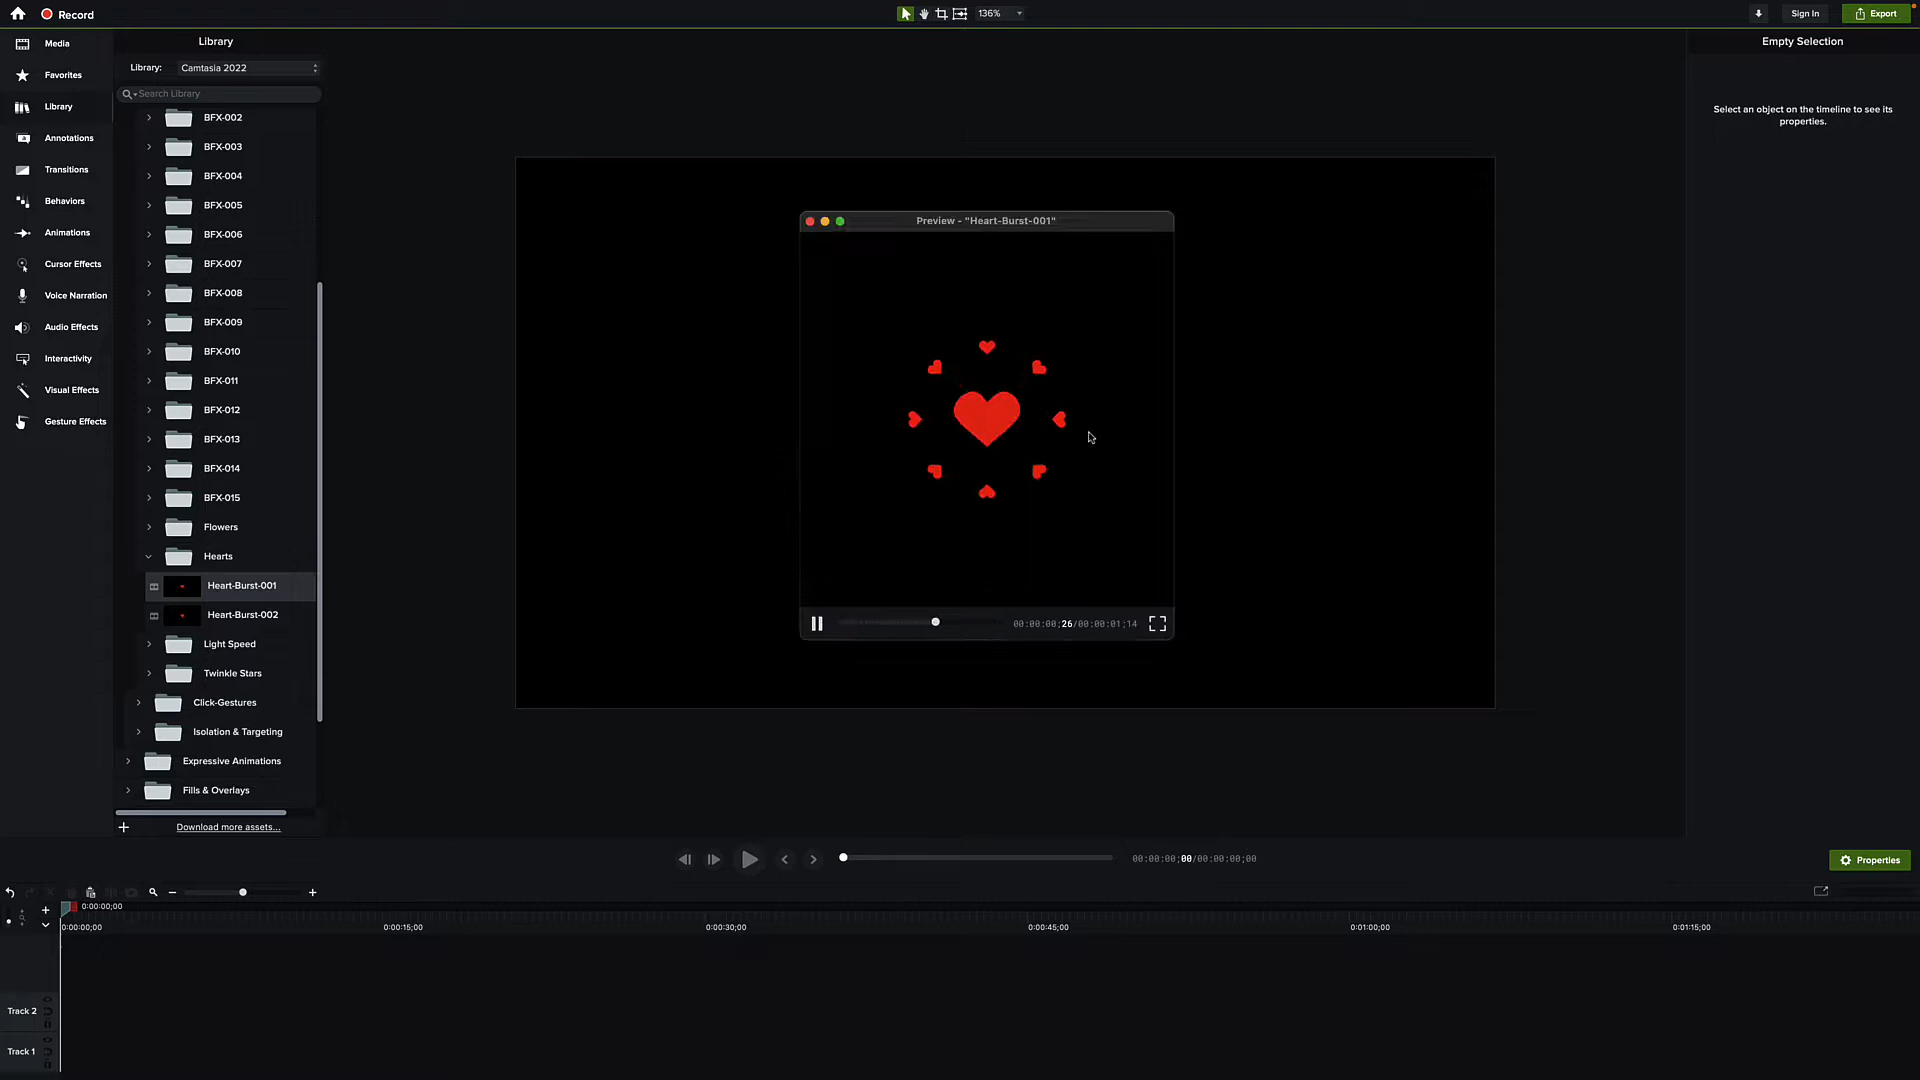 Record
136%
Sign In
Export
Media
Favorites
Library
Annotations
Transitions
Behaviors
Animations
Cursor Effects
Voice Narration
Audio Effects
Interactivity
Visual Effects
Gesture Effects
Library
Library:
Camtasia 2022
Search Library
BFX-002
BFX-003
BFX-004
BFX-005
BFX-006
BFX-007
BFX-008
BFX-009
BFX-010
BFX-011
BFX-012
BFX-013
BFX-014
BFX-015
Flowers
Hearts
Heart-Burst-001
Heart-Burst-002
Light Speed
Twinkle Stars
Click-Gestures
Isolation & Targeting
Expressive Animations
Fills & Overlays
Download more assets...
Preview - "Heart-Burst-001"
00:00:00;26/00:00:01;14
Empty Selection
Select an object on the timeline to see its
properties.
00:00:00;00/00:00:00;00
Properties
0:00:00;00
0:00:00;00
0:00:15;00
0:00:30;00
0:00:45;00
0:01:00;00
0:01:15;00
Track 2
Track 1